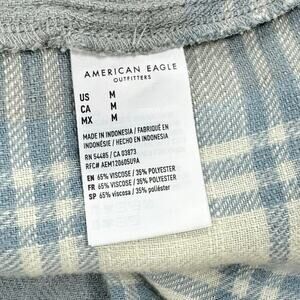 AMERICAN EAGLE
OUTFITTERS
US M
CA M
MX M
MADE IN INDONESIA / FABRIQUÉ EN
INDONÉSIE / HECHO EN INDONESIA
RN 54485 / CA 03873
RFC# AEM12060SU9A
EN 65% VISCOSE / 35% POLYESTER
FR 65% VISCOSE / 35% POLYESTER
SP 65% viscosa / 35% poliéster